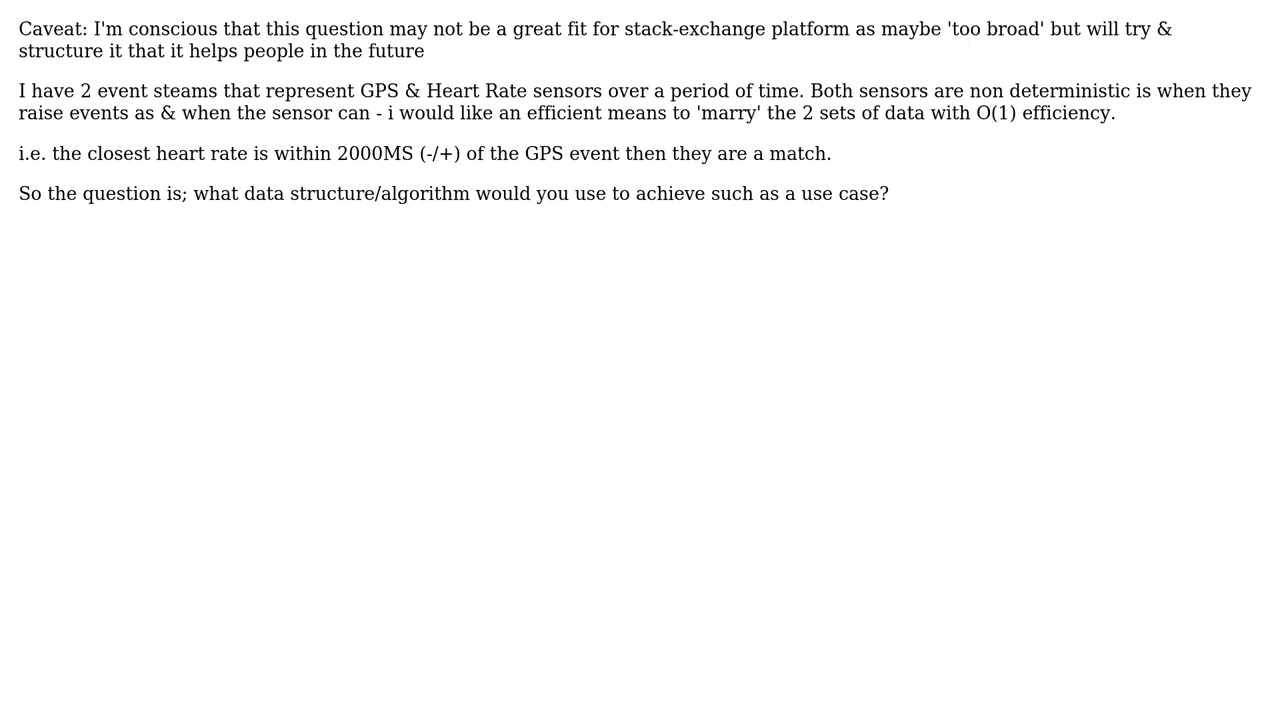 Caveat: I'm conscious that this question may not be a great fit for stack-exchange platform as maybe 'too broad' but will try &
structure it that it helps people in the future
I have 2 event steams that represent GPS & Heart Rate sensors over a period of time. Both sensors are non deterministic is when they
raise events as & when the sensor can - i would like an efficient means to 'marry' the 2 sets of data with O(1) efficiency.
i.e. the closest heart rate is within 2000MS (-/+) of the GPS event then they are a match.
So the question is; what data structure/algorithm would you use to achieve such as a use case?